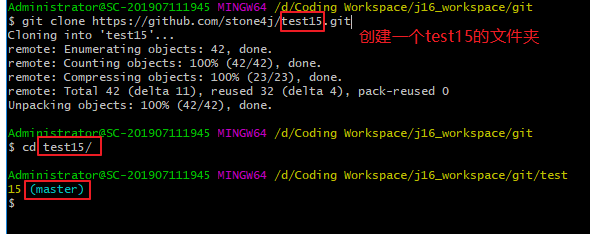 Administrator@SC-201907111945 MINGW64 /d/Coding Workspace/j16_workspace/git
$ git clone https://github.com/stone4j/test15.git
创建一个test15的文件夹
Cloning into 'test15'...
remote: Enumerating objects: 42, done.
remote: Counting objects: 100% (42/42), done.
remote: Compressing objects: 100% (23/23), done.
remote: Total 42 (delta 11), reused 32 (delta 4), pack-reused 0
Unpacking objects: 100% (42/42), done.
Administrator@SC-201907111945 MINGW64 /d/Coding Workspace/j16_workspace/git
$ cd test15/
Administrator@SC-201907111945 MINGW64 /d/Coding Workspace/j16_workspace/git/test
15 (master)
$